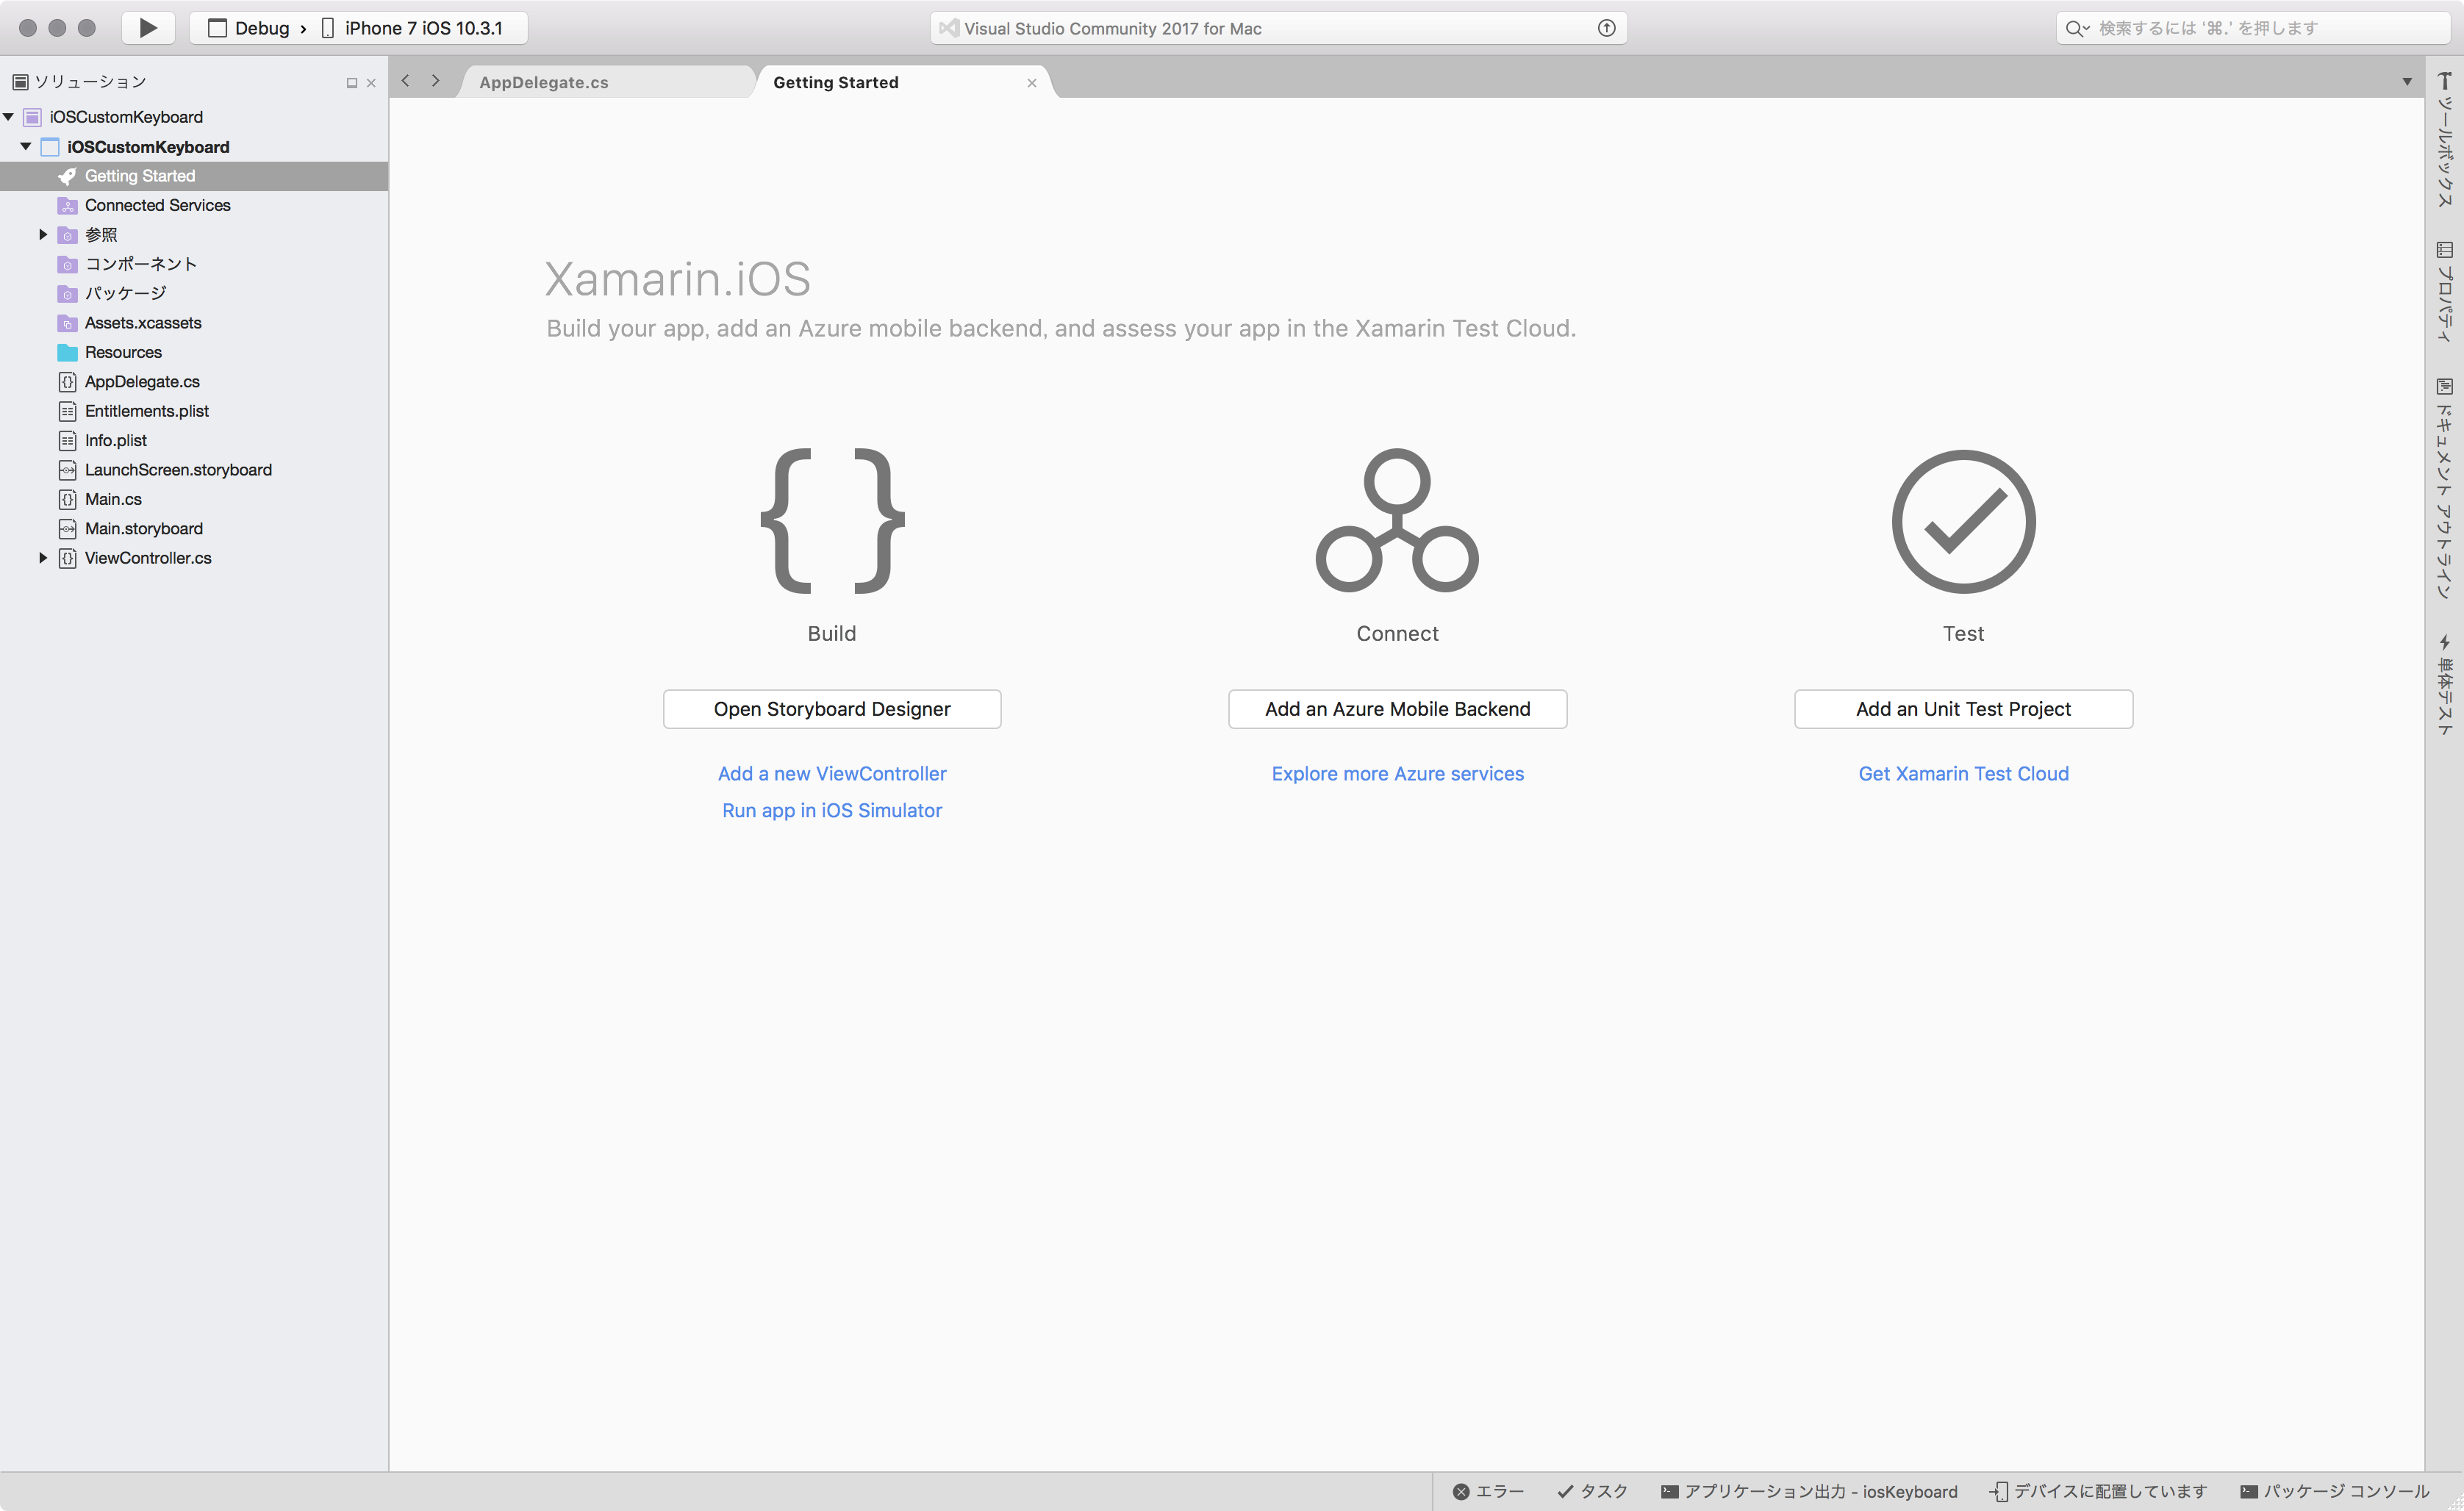 Debug › iPhone 7 iOS 10.3.1
Visual Studio Community 2017 for Mac
検索するには '⌘.' を押します
ソリューション
AppDelegate.cs
Getting Started
iOSCustomKeyboard
iOSCustomKeyboard
Getting Started
Connected Services
参照
コンポーネント
パッケージ
Assets.xcassets
Resources
AppDelegate.cs
Entitlements.plist
Info.plist
LaunchScreen.storyboard
Main.cs
Main.storyboard
ViewController.cs
Xamarin.iOS
Build your app, add an Azure mobile backend, and assess your app in the Xamarin Test Cloud.
Build
Open Storyboard Designer
Add a new ViewController
Run app in iOS Simulator
Connect
Add an Azure Mobile Backend
Explore more Azure services
Test
Add an Unit Test Project
Get Xamarin Test Cloud
ツールボックス
プロパティ
ドキュメント アウトライン
単体テスト
エラー
タスク
アプリケーション出力 - iosKeyboard
デバイスに配置しています
パッケージ コンソール